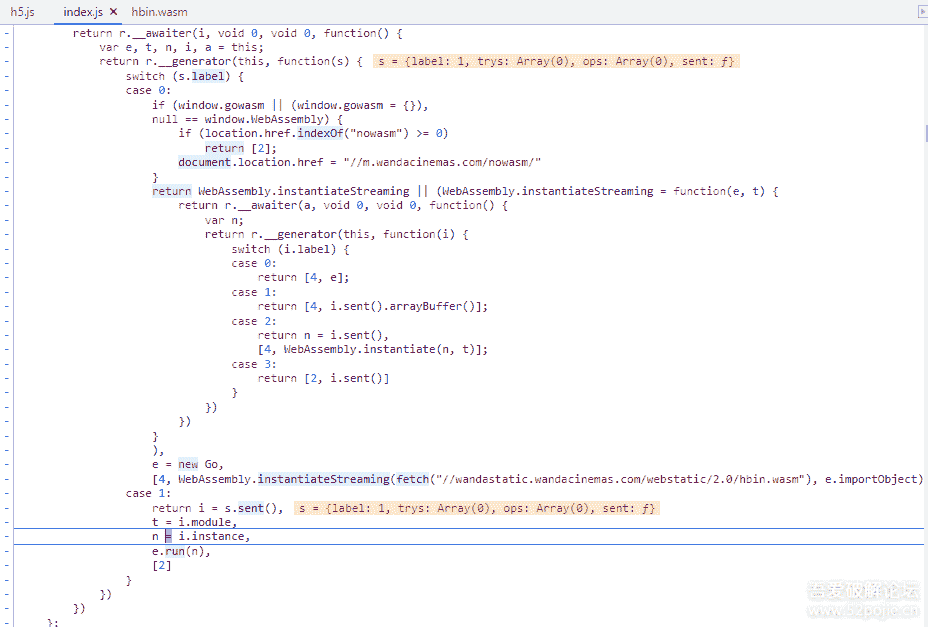 h5.js index.js × hbin.wasm
return r.__awaiter(i, void 0, void 0, function() {
var e, t, n, i, a = this;
return r.__generator(this, function(s) { s = {label: 1, trys: Array(0), ops: Array(0), sent: ƒ}
switch (s.label) {
case 0:
if (window.gowasm || (window.gowasm = {}),
null == window.WebAssembly) {
if (location.href.indexOf("nowasm") >= 0)
return [2];
document.location.href = "//m.wandacinemas.com/nowasm/"
}
return WebAssembly.instantiateStreaming || (WebAssembly.instantiateStreaming = function(e, t) {
return r.__awaiter(a, void 0, void 0, function() {
var n;
return r.__generator(this, function(i) {
switch (i.label) {
case 0:
return [4, e];
case 1:
return [4, i.sent().arrayBuffer()];
case 2:
return n = i.sent(),
[4, WebAssembly.instantiate(n, t)];
case 3:
return [2, i.sent()]
}
})
})
}
),
e = new Go,
[4, WebAssembly.instantiateStreaming(fetch("//wandastatic.wandacinemas.com/webstatic/2.0/hbin.wasm"), e.importObject)
case 1:
return i = s.sent(), s = {label: 1, trys: Array(0), ops: Array(0), sent: ƒ}
t = i.module,
n = i.instance,
e.run(n),
[2]
}
})
})
};
吾爱破解论坛
www.52pojie.cn